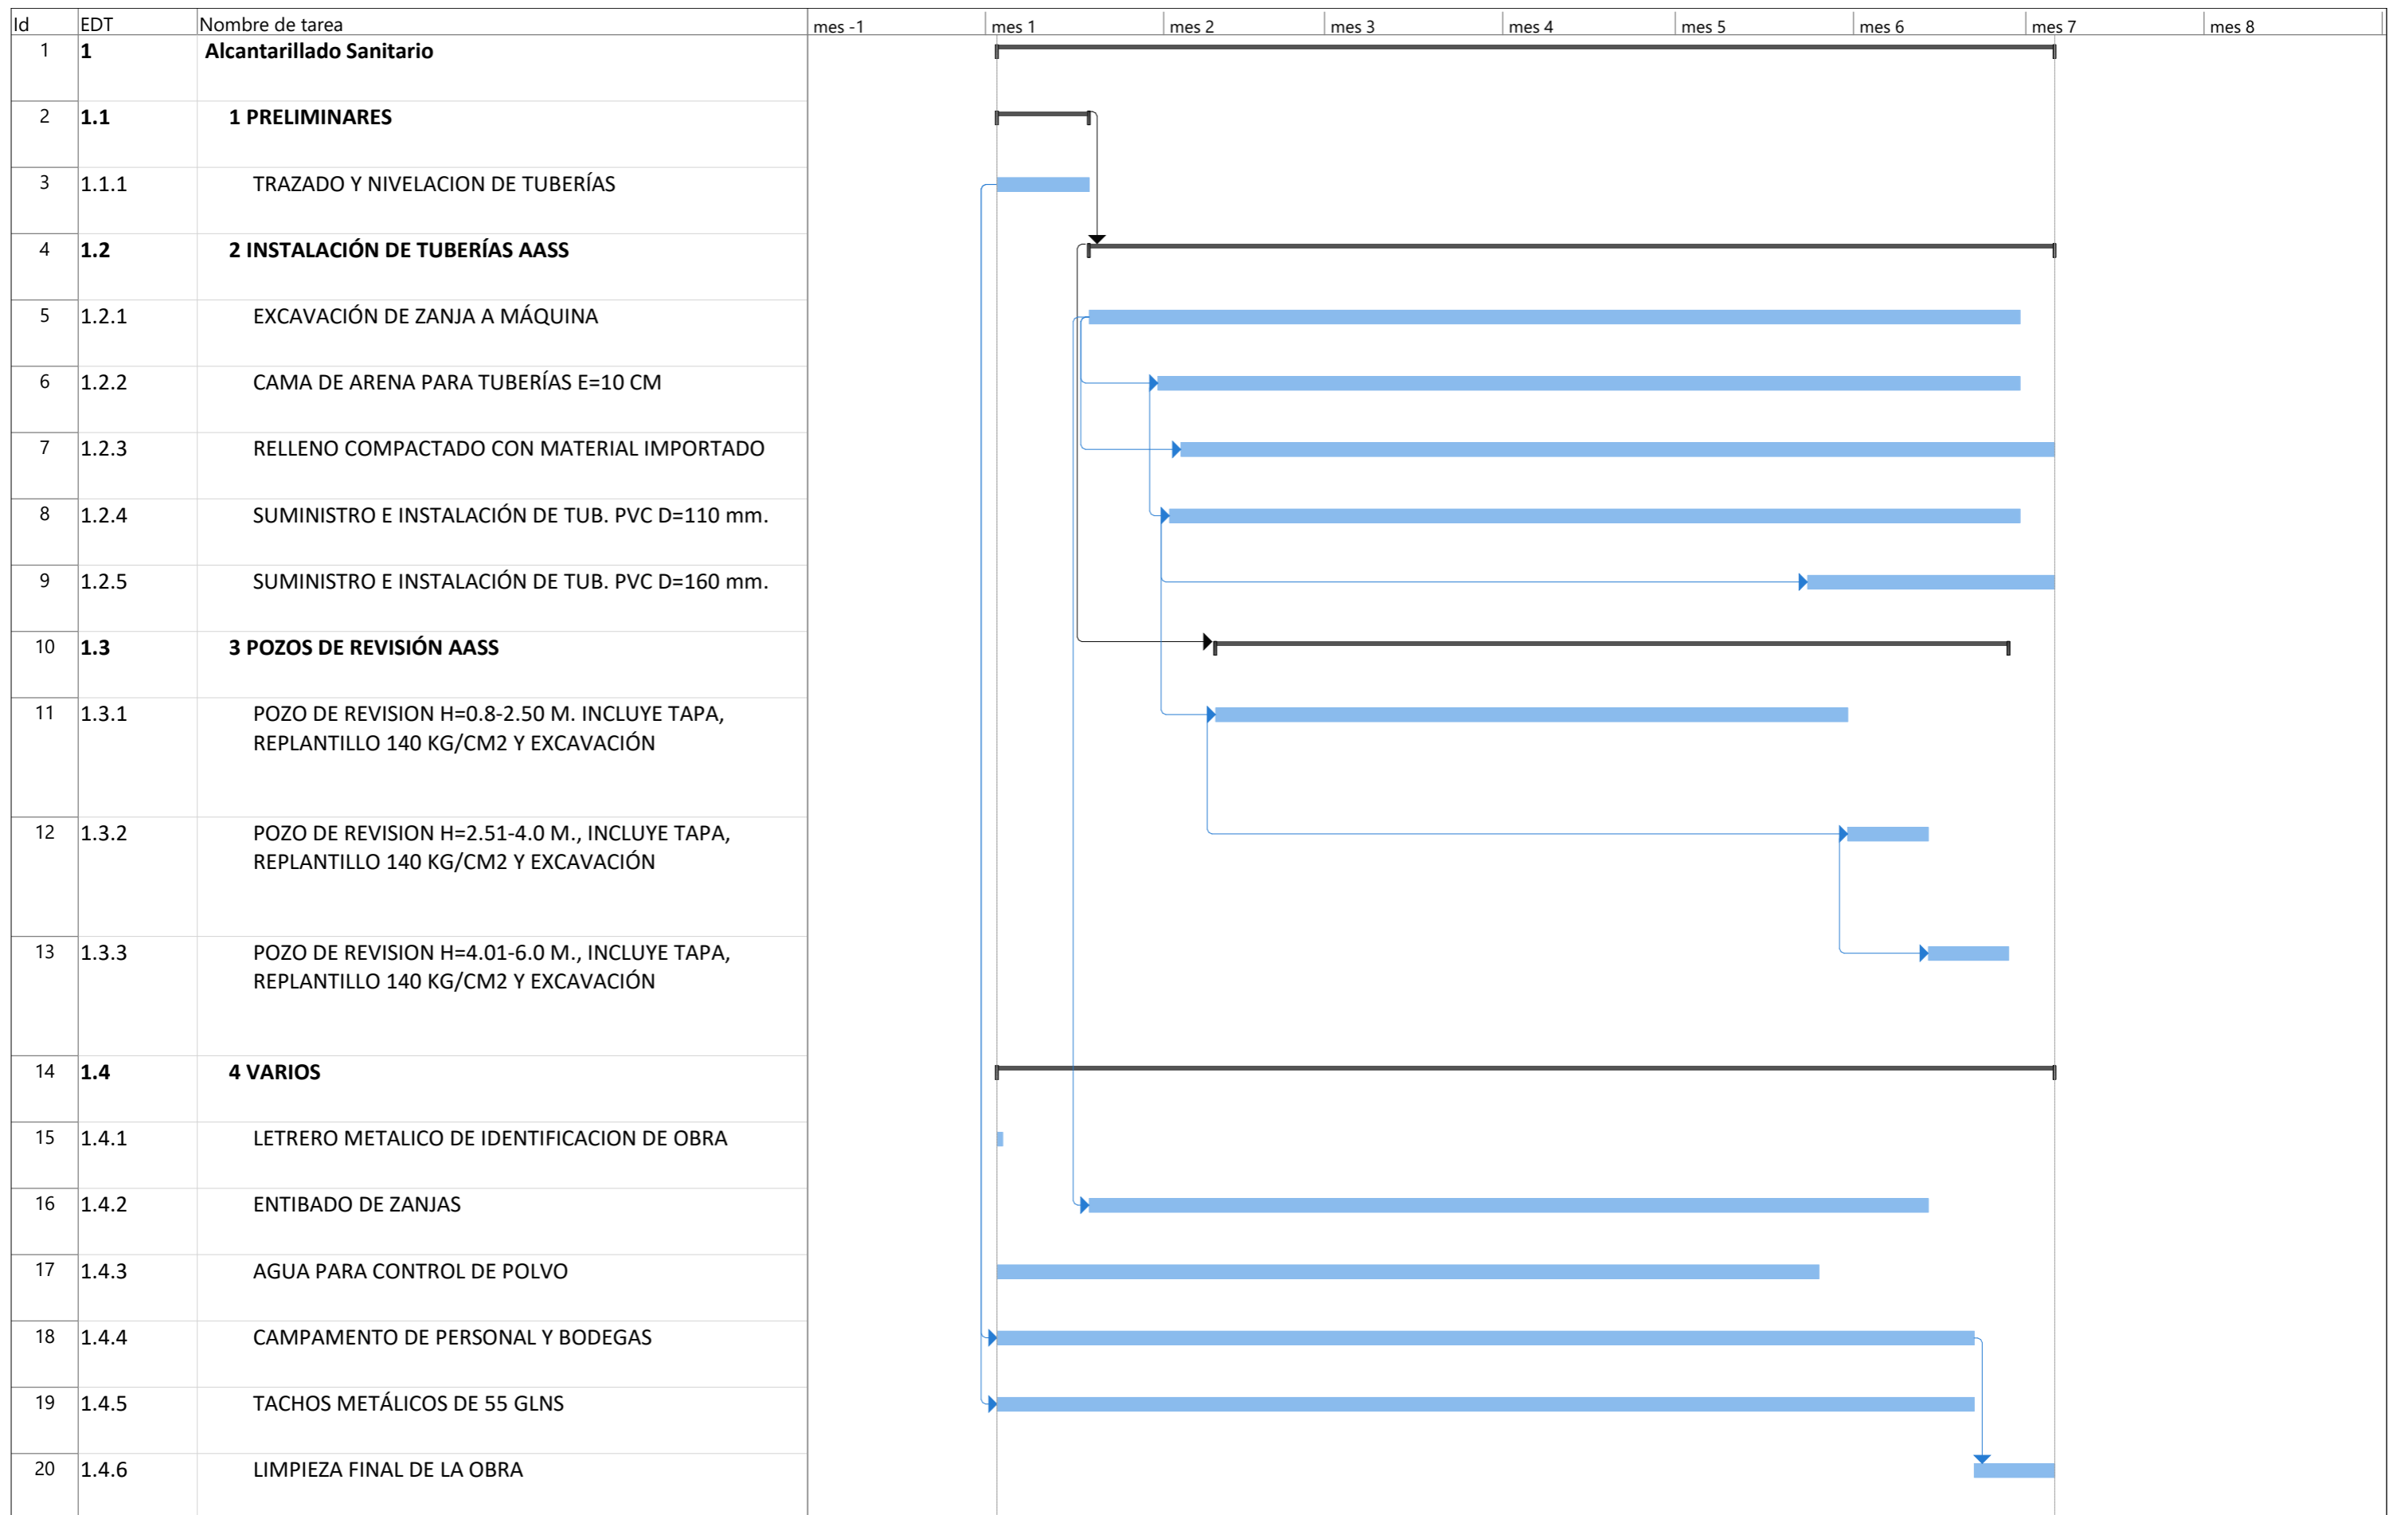 Id EDT Nombre de tarea mes -1 mes 1 mes 2 mes 3 mes 4 mes 5 mes 6 mes 7 mes 8
1 1 Alcantarillado Sanitario
2 1.1 1 PRELIMINARES
3 1.1.1 TRAZADO Y NIVELACION DE TUBERÍAS
4 1.2 2 INSTALACIÓN DE TUBERÍAS AASS
5 1.2.1 EXCAVACIÓN DE ZANJA A MÁQUINA
6 1.2.2 CAMA DE ARENA PARA TUBERÍAS E=10 CM
7 1.2.3 RELLENO COMPACTADO CON MATERIAL IMPORTADO
8 1.2.4 SUMINISTRO E INSTALACIÓN DE TUB. PVC D=110 mm.
9 1.2.5 SUMINISTRO E INSTALACIÓN DE TUB. PVC D=160 mm.
10 1.3 3 POZOS DE REVISIÓN AASS
11 1.3.1 POZO DE REVISION H=0.8-2.50 M. INCLUYE TAPA,
REPLANTILLO 140 KG/CM2 Y EXCAVACIÓN
12 1.3.2 POZO DE REVISION H=2.51-4.0 M., INCLUYE TAPA,
REPLANTILLO 140 KG/CM2 Y EXCAVACIÓN
13 1.3.3 POZO DE REVISION H=4.01-6.0 M., INCLUYE TAPA,
REPLANTILLO 140 KG/CM2 Y EXCAVACIÓN
14 1.4 4 VARIOS
15 1.4.1 LETRERO METALICO DE IDENTIFICACION DE OBRA
16 1.4.2 ENTIBADO DE ZANJAS
17 1.4.3 AGUA PARA CONTROL DE POLVO
18 1.4.4 CAMPAMENTO DE PERSONAL Y BODEGAS
19 1.4.5 TACHOS METÁLICOS DE 55 GLNS
20 1.4.6 LIMPIEZA FINAL DE LA OBRA